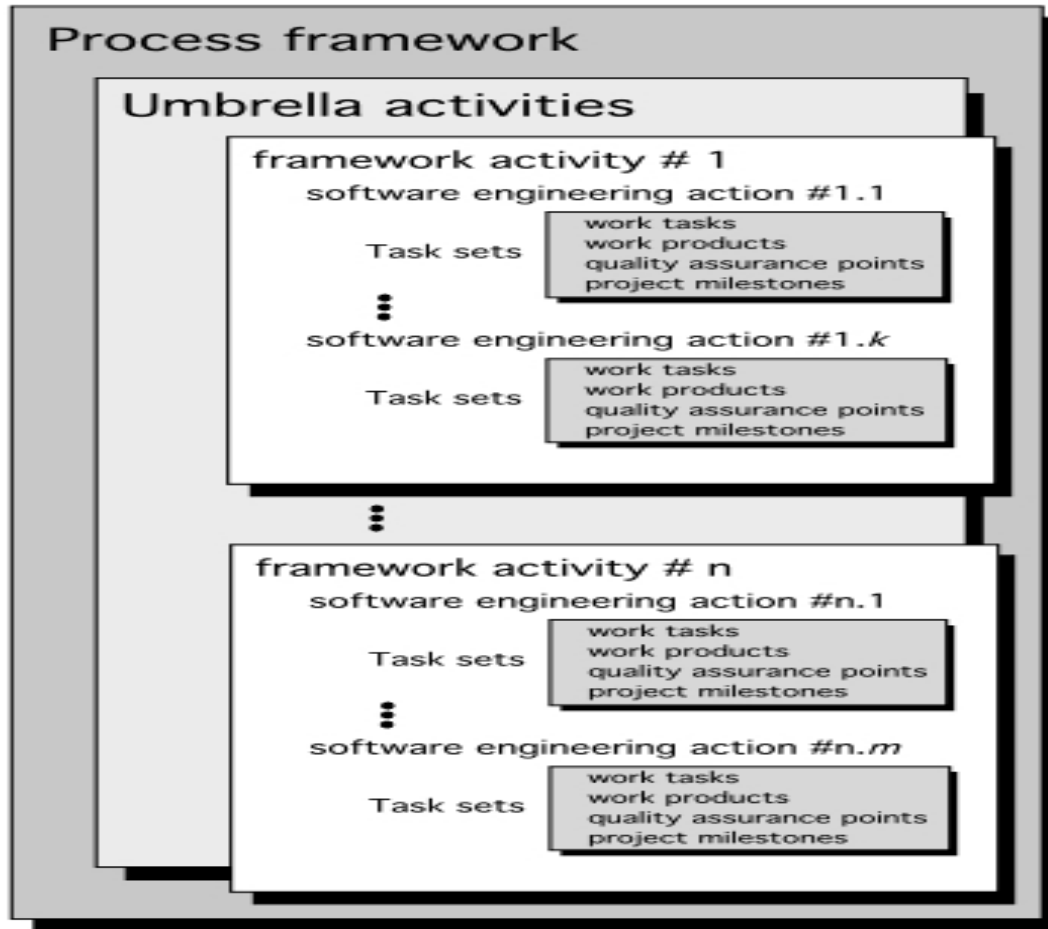 Process framework
Umbrella activities
framework activity # 1
software engineering action #1.1
Task sets
work tasks
work products
quality assurance points
project milestones
software engineering action #1.k
Task sets
work tasks
work products
quality assurance points
project milestones
framework activity # n
software engineering action #n.1
Task sets
work tasks
work products
quality assurance points
project milestones
software engineering action #n.m
Task sets
work tasks
work products
quality assurance points
project milestones